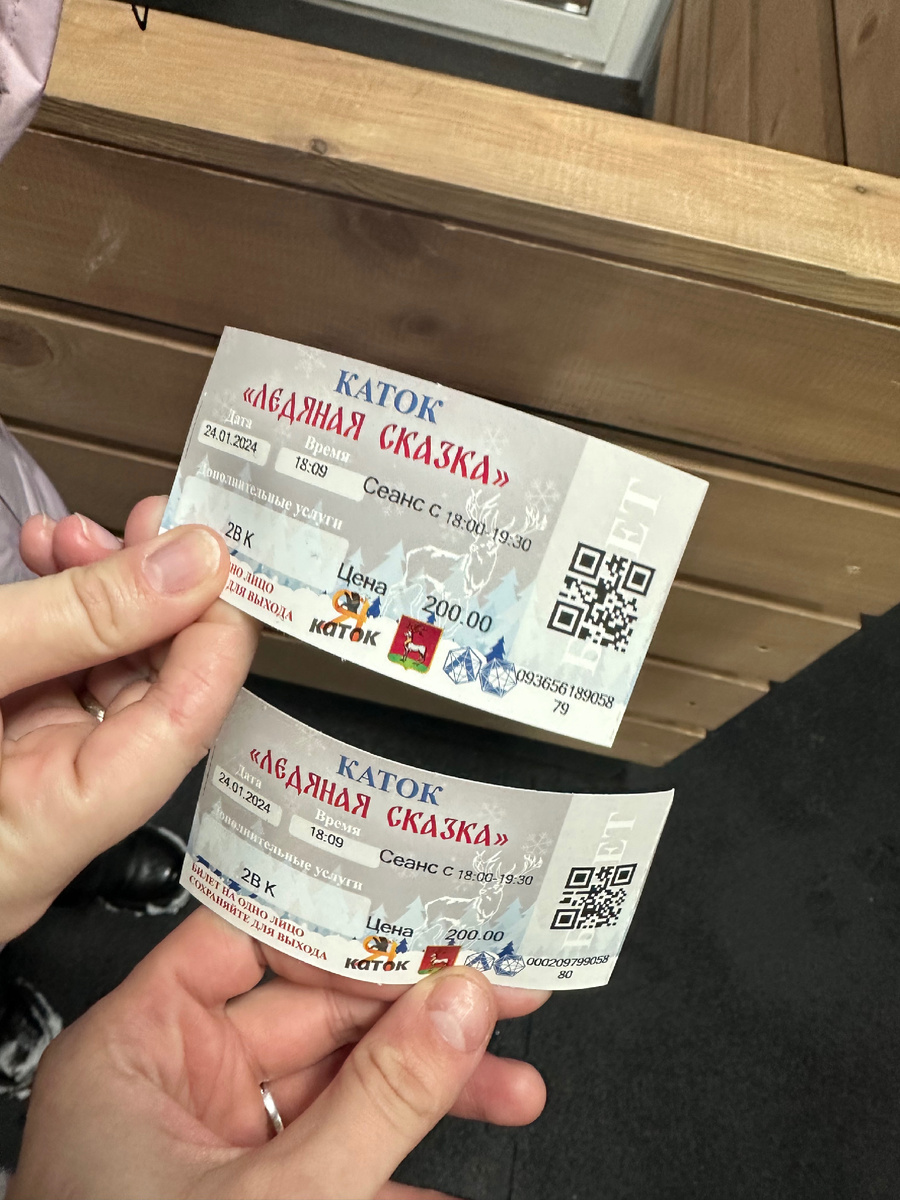 КАТОК
«ЛЕДЯНАЯ СКАЗКА»
Дата
24.01.2024
Время
18:09
Сеанс с 18:00-19:30
Дополнительные услуги
2В К
Цена 200.00
ЛИЦО
ДЛЯ ВЫХОДА
Я
каток
093656189058
79
КАТОК
«ЛЕДЯНАЯ СКАЗКА»
Дата
24.01.2024
Время
18:09
Сеанс с 18:00-19:30
Дополнительные услуги
2В К
Цена 200.00
БИЛЕТ НА ОДНО ЛИЦО
СОХРАНЯЙТЕ ДЛЯ ВЫХОДА
Я
каток
000209799058
80